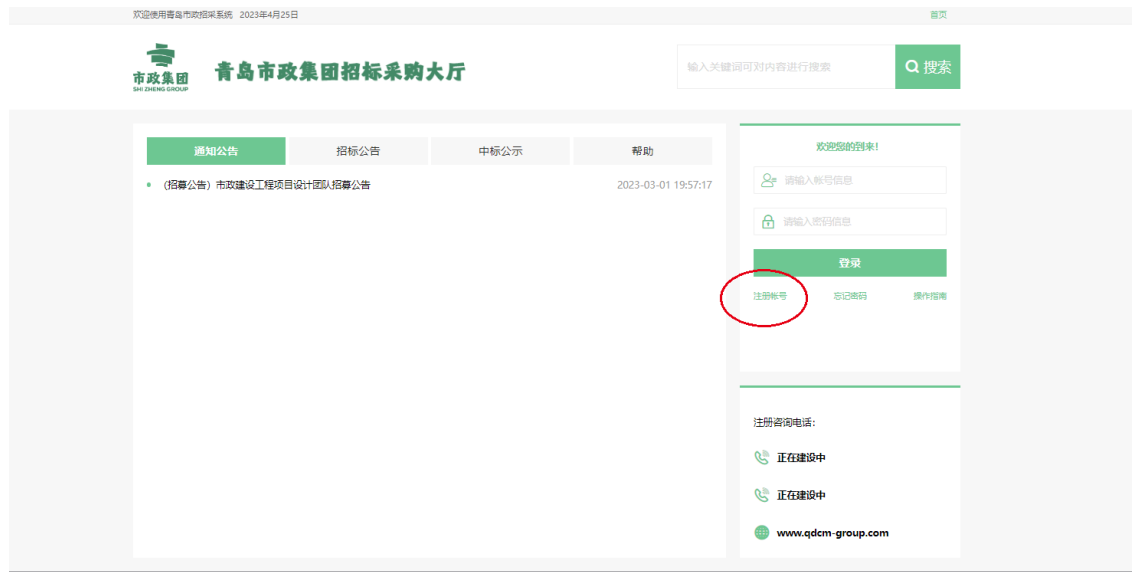 欢迎使用青岛市政招采系统 2023年4月25日
首页
市政集团
SHI ZHENG GROUP
青岛市政集团招标采购大厅
输入关键词可对内容进行搜索
搜索
通知公告
招标公告
中标公示
帮助
(招募公告)市政建设工程项目设计团队招募公告
2023-03-01 19:57:17
欢迎您的到来!
请输入帐号信息
请输入密码信息
登录
注册帐号
忘记密码
操作指南
注册咨询电话:
正在建设中
正在建设中
www.qdcm-group.com